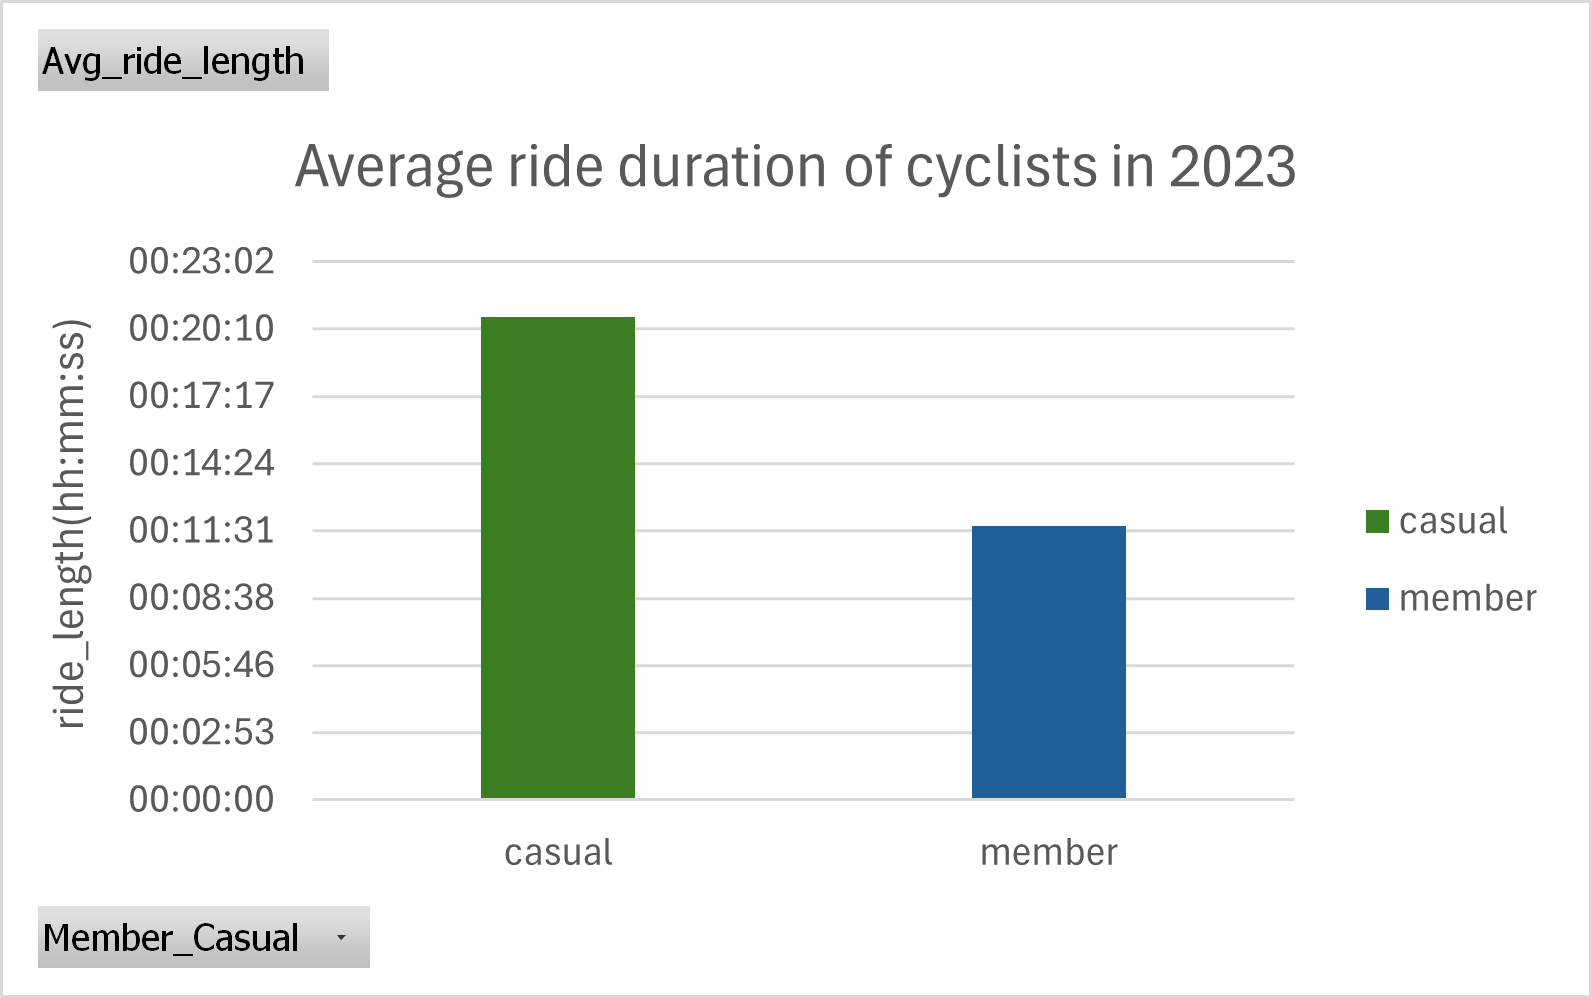 Avg_ride_length
Average ride duration of cyclists in 2023
00:23:02
00:20:10
00:17:17
00:14:24
00:11:31
00:08:38
00:05:46
00:02:53
00:00:00
ride_length(hh:mm:ss)
casual
member
casual
member
Member_Casual